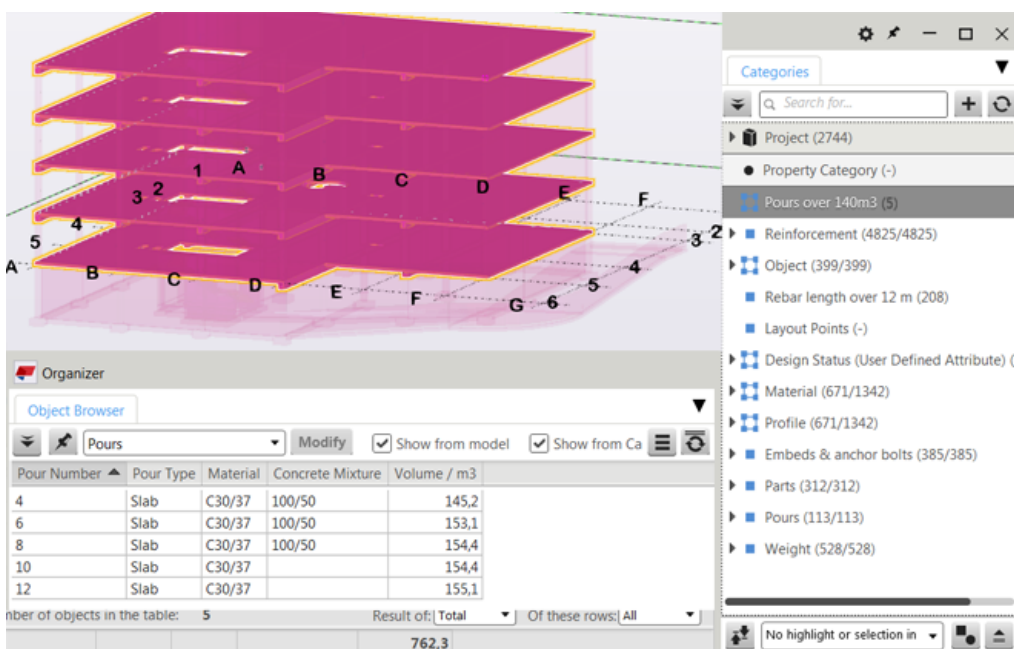 1 A B C D E F
3 2
4
5 2
A B C D E F G 6 5 4 3
Categories
Search for...
Project (2744)
Property Category (-)
Pours over 140m3 (5)
Reinforcement (4825/4825)
Object (399/399)
Rebar length over 12 m (208)
Layout Points (-)
Design Status (User Defined Attribute) (
Material (671/1342)
Profile (671/1342)
Embeds & anchor bolts (385/385)
Parts (312/312)
Pours (113/113)
Weight (528/528)
No highlight or selection in
Organizer
Object Browser
Pours Modify Show from model Show from Ca
Pour Number Pour Type Material Concrete Mixture Volume / m3
4 Slab C30/37 100/50 145,2
6 Slab C30/37 100/50 153,1
8 Slab C30/37 100/50 154,4
10 Slab C30/37 154,4
12 Slab C30/37 155,1
mber of objects in the table: 5 Result of: Total Of these rows: All
762,3